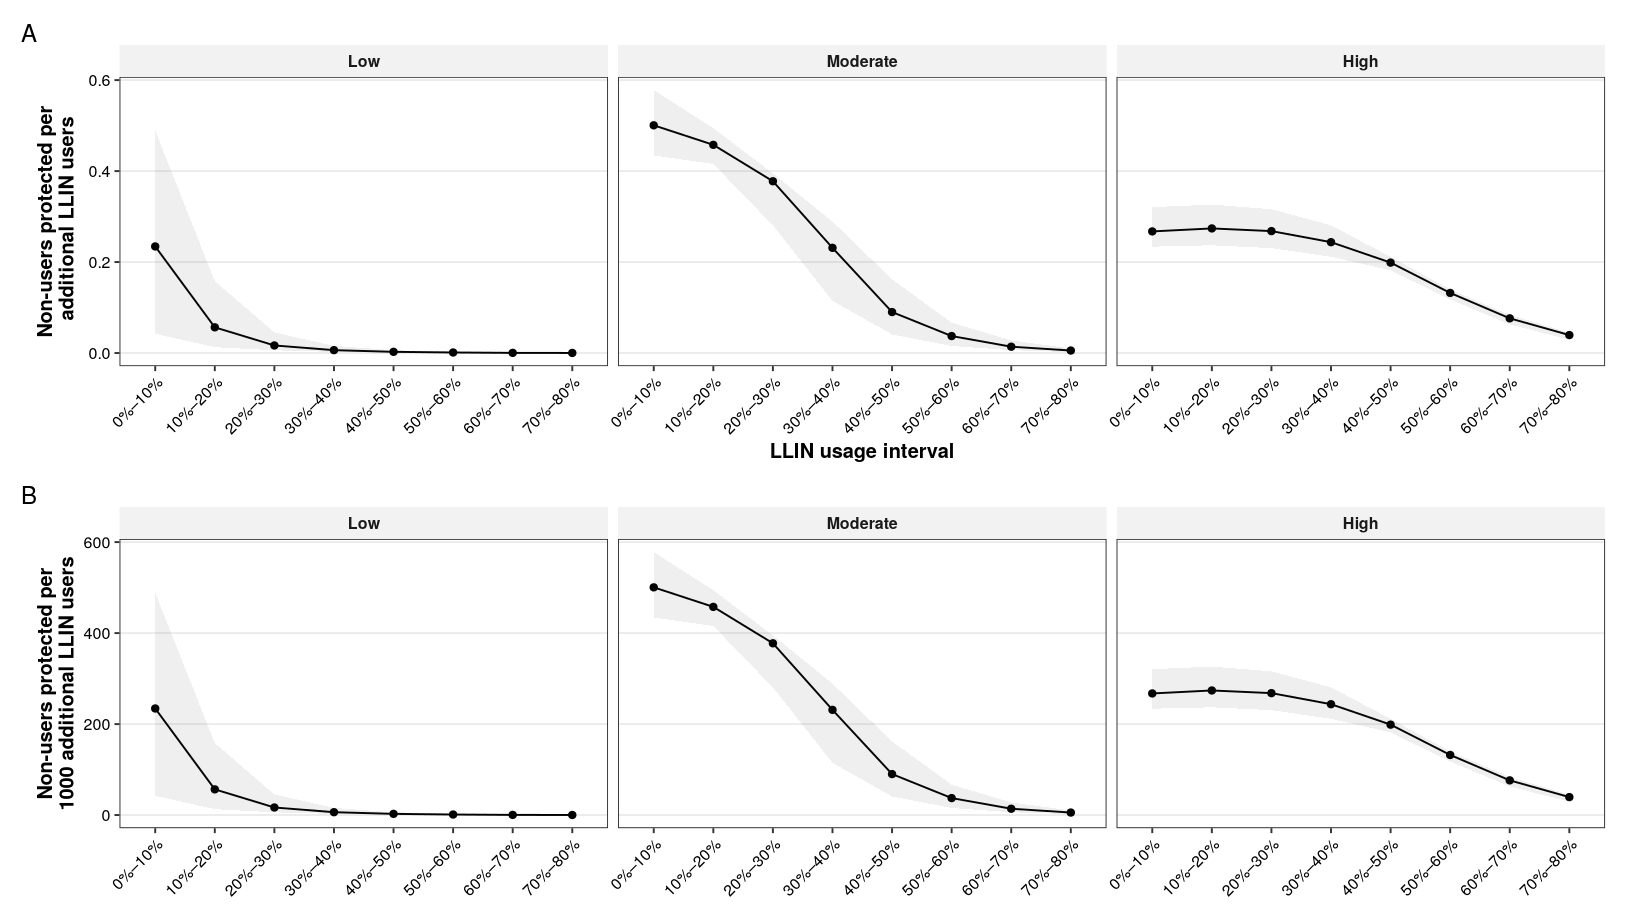 A
Low Moderate High
Non-users protected per
additional LLIN users
0.6
0.4
0.2
0.0
0%–10% 10%–20% 20%–30% 30%–40% 40%–50% 50%–60% 60%–70% 70%–80% 0%–10% 10%–20% 20%–30% 30%–40% 40%–50% 50%–60% 60%–70% 70%–80% 0%–10% 10%–20% 20%–30% 30%–40% 40%–50% 50%–60% 60%–70% 70%–80%
LLIN usage interval
B
Low Moderate High
Non-users protected per
1000 additional LLIN users
600
400
200
0
0%–10% 10%–20% 20%–30% 30%–40% 40%–50% 50%–60% 60%–70% 70%–80% 0%–10% 10%–20% 20%–30% 30%–40% 40%–50% 50%–60% 60%–70% 70%–80% 0%–10% 10%–20% 20%–30% 30%–40% 40%–50% 50%–60% 60%–70% 70%–80%